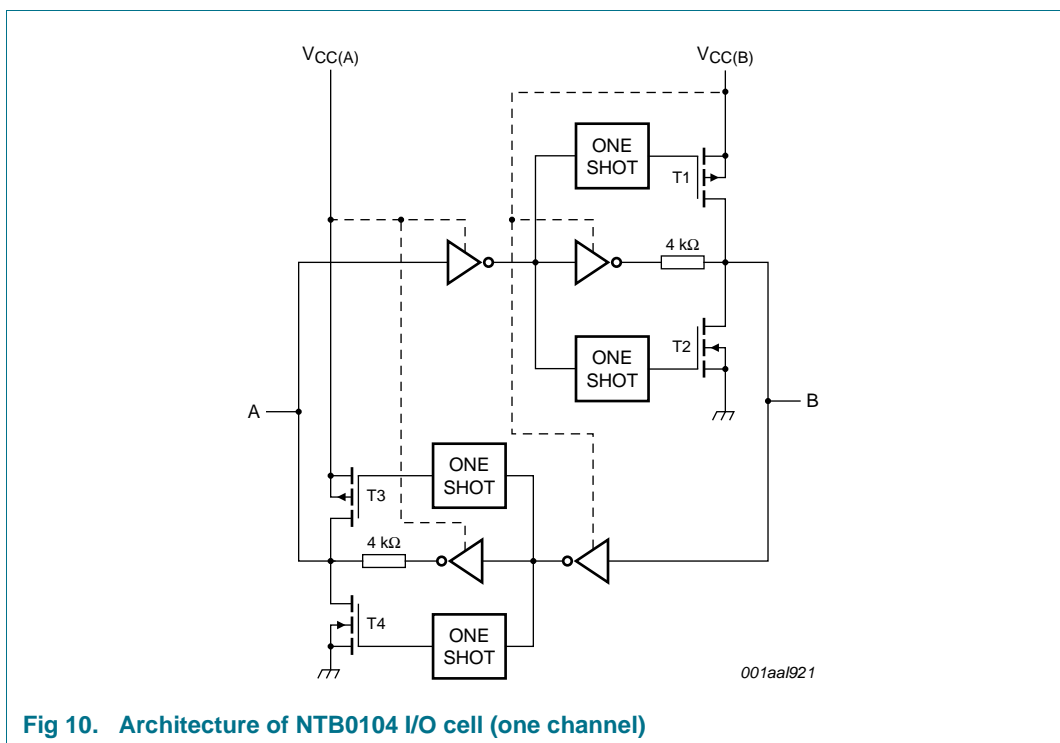 VCC(A)
VCC(B)
ONE
SHOT
T1
4 kΩ
ONE
SHOT
T2
A
B
ONE
SHOT
T3
4 kΩ
T4
ONE
SHOT
001aal921
Fig 10. Architecture of NTB0104 I/O cell (one channel)